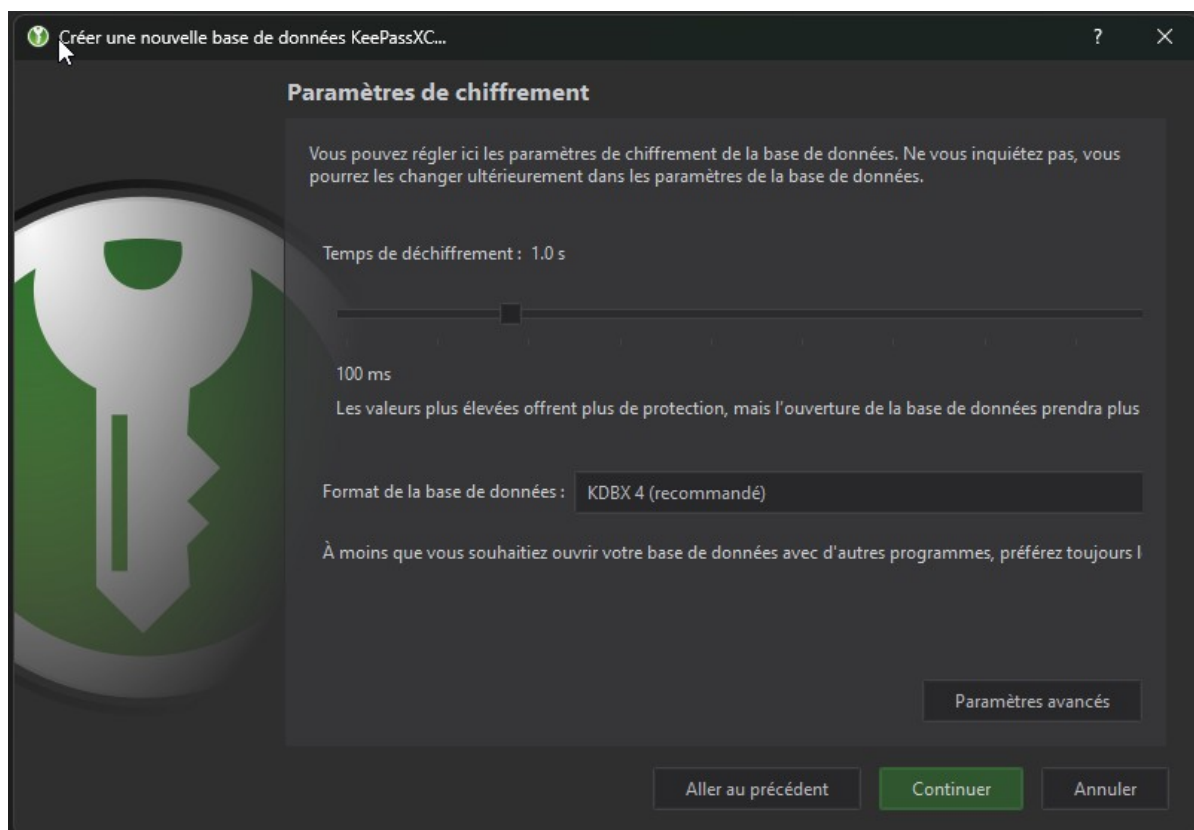 Créer une nouvelle base de données KeePassXC...
?
Paramètres de chiffrement
Vous pouvez régler ici les paramètres de chiffrement de la base de données. Ne vous inquiétez pas, vous
pourrez les changer ultérieurement dans les paramètres de la base de données.
Temps de déchiffrement : 1.0 s
100 ms
Les valeurs plus élevées offrent plus de protection, mais l'ouverture de la base de données prendra plus
Format de la base de données : KDBX 4 (recommandé)
À moins que vous souhaitiez ouvrir votre base de données avec d'autres programmes, préférez toujours l
Paramètres avancés
Aller au précédent Continuer Annuler